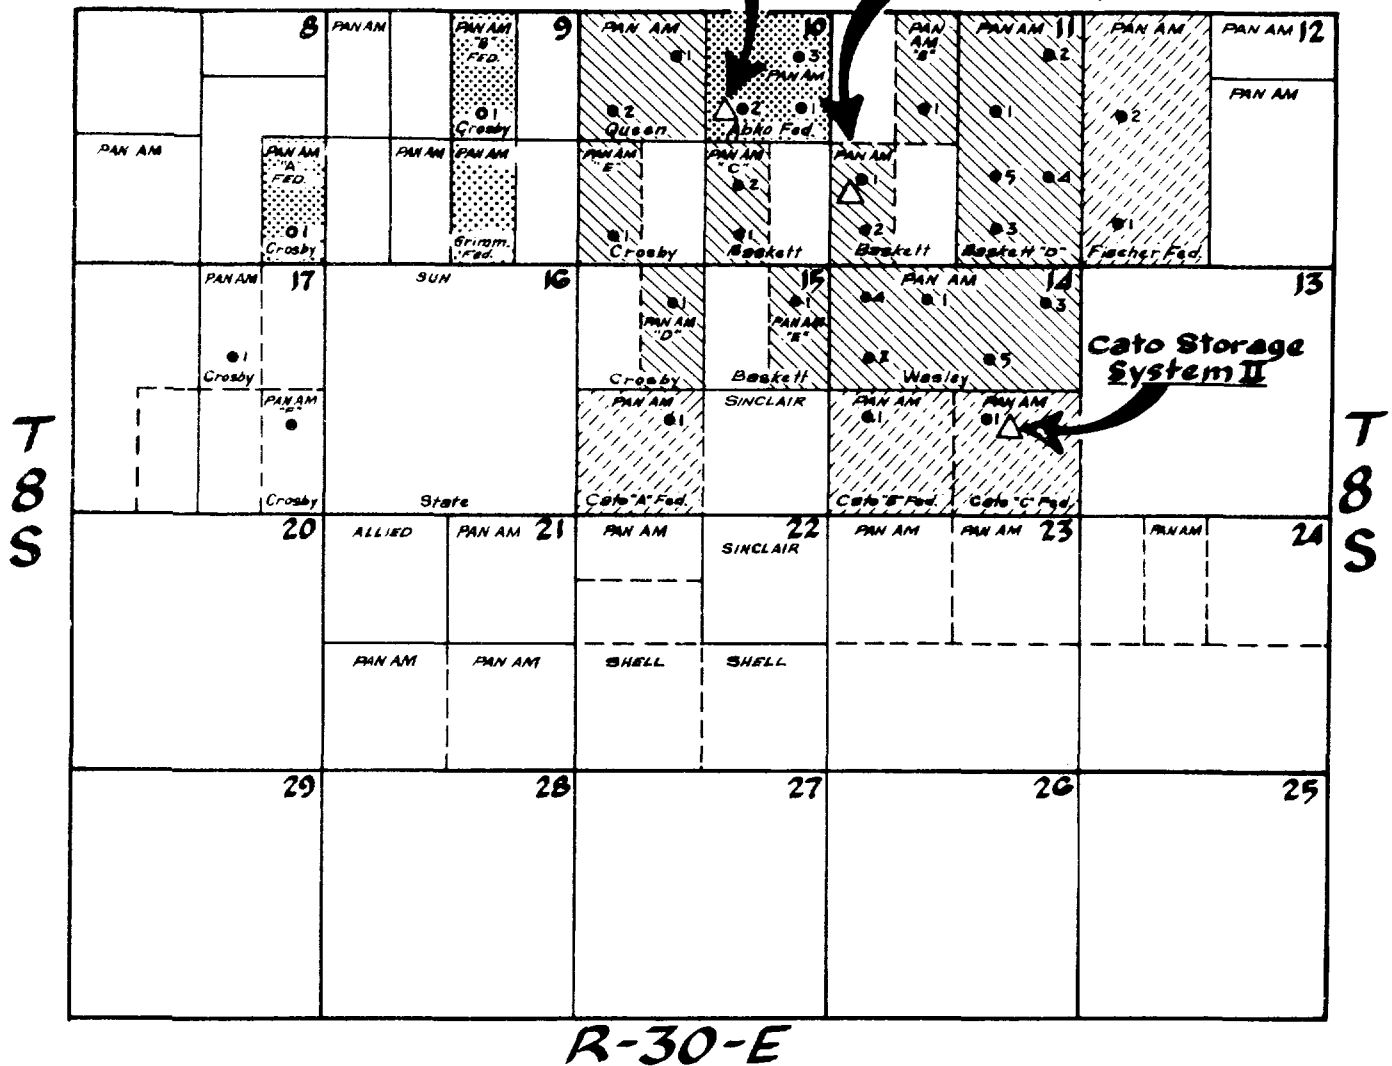 8
PAN AM
PAN AM
"B"
FED.
9
1
Crosby
PAN AM
1
2
Queen
10
3
PAN AM
2
1
Abko Fed.
PAN
AM
"B"
1
PAN AM
11
2
1
5
4
3
Baskett "D"
PAN AM
2
1
Fischer Fed.
PAN AM 12
PAN AM
PAN AM
PAN AM
"A"
FED.
1
Crosby
PAN AM
PAN AM
Grimm.
Fed.
PAN AM
"E"
1
Crosby
PAN AM
"C"
2
1
Baskett
PAN AM
1
2
Baskett
PAN AM
17
1
Crosby
PAN AM
"F"
Crosby
SUN
16
State
1
PAN AM
"D"
Crosby
15
1
PAN AM
"E"
Baskett
PAN AM
14
4
1
3
5
Wasley
13
Cato Storage
System II
PAN AM
1
Cato "A" Fed.
SINCLAIR
PAN AM
1
Cato "B" Fed.
PAN AM
1
Cato "C" Fed.
T
8
S
T
8
S
20
ALLIED
PAN AM 21
PAN AM
22
SINCLAIR
PAN AM
PAN AM 23
PAN AM
24
PAN AM
PAN AM
SHELL
SHELL
29
28
27
26
25
R-30-E